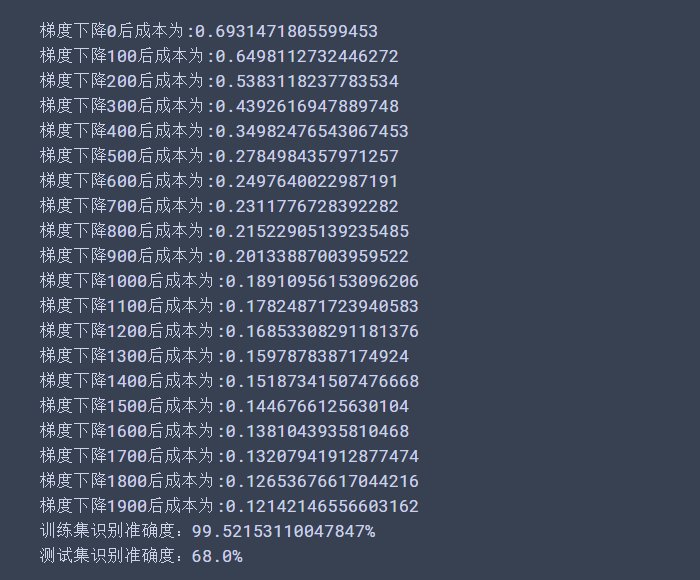 梯度下降0后成本为:0.6931471805599453
梯度下降100后成本为:0.6498112732446272
梯度下降200后成本为:0.5383118237783534
梯度下降300后成本为:0.4392616947889748
梯度下降400后成本为:0.34982476543067453
梯度下降500后成本为:0.2784984357971257
梯度下降600后成本为:0.2497640022987191
梯度下降700后成本为:0.2311776728392282
梯度下降800后成本为:0.21522905139235485
梯度下降900后成本为:0.20133887003959522
梯度下降1000后成本为:0.18910956153096206
梯度下降1100后成本为:0.17824871723940583
梯度下降1200后成本为:0.16853308291181376
梯度下降1300后成本为:0.1597878387174924
梯度下降1400后成本为:0.15187341507476668
梯度下降1500后成本为:0.1446766125630104
梯度下降1600后成本为:0.1381043935810468
梯度下降1700后成本为:0.13207941912877474
梯度下降1800后成本为:0.12653676617044216
梯度下降1900后成本为:0.12142146556603162
训练集识别准确度: 99.52153110047847%
测试集识别准确度: 68.0%